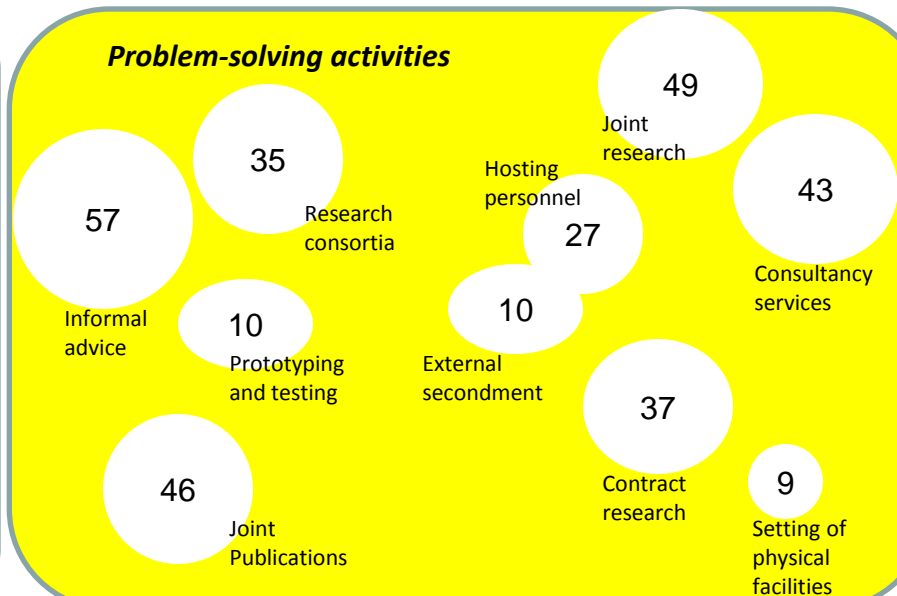 Problem-solving activities
49
Joint
research
35
Research
consortia
Hosting
personnel
27
43
Consultancy
services
57
Informal
advice
10
Prototyping
and testing
10
External
secondment
37
Contract
research
46
Joint
Publications
9
Setting of
physical
facilities